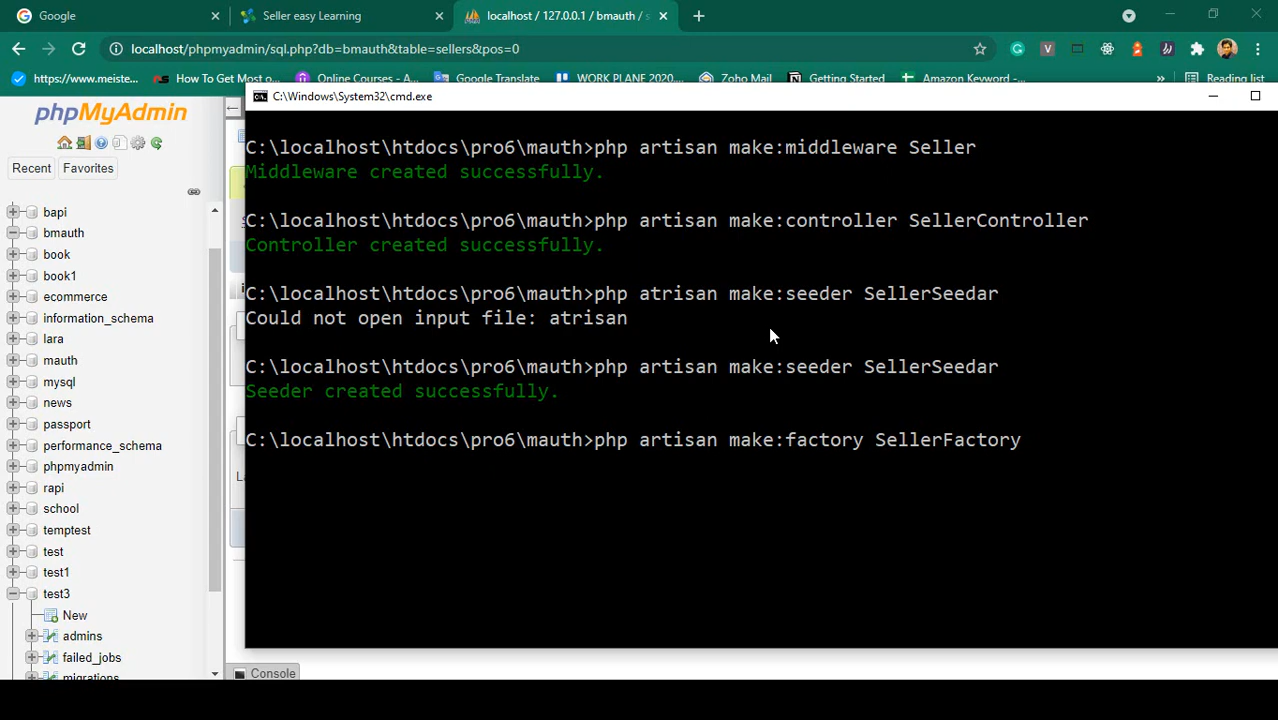 Google
Seller easy Learning
localhost / 127.0.0.1 / bmauth / s
localhost/phpmyadmin/sql.php?db=bmauth&table=sellers&pos=0
https://www.meiste...
How To Get Most o...
Online Courses - A...
Google Translate
WORK PLANE 2020....
Zoho Mail
Getting Started
Amazon Keyword -...
»
Reading list
phpMyAdmin
Recent
Favorites
bapi
bmauth
book
book1
ecommerce
information_schema
lara
mauth
mysql
news
passport
performance_schema
phpmyadmin
rapi
school
temptest
test
test1
test3
New
admins
failed_jobs
migrations
C:\Windows\System32\cmd.exe
C:\localhost\htdocs\pro6\mauth>php artisan make:middleware Seller
Middleware created successfully.
C:\localhost\htdocs\pro6\mauth>php artisan make:controller SellerController
Controller created successfully.
C:\localhost\htdocs\pro6\mauth>php atrisan make:seeder SellerSeedar
Could not open input file: atrisan
C:\localhost\htdocs\pro6\mauth>php artisan make:seeder SellerSeedar
Seeder created successfully.
C:\localhost\htdocs\pro6\mauth>php artisan make:factory SellerFactory
Console